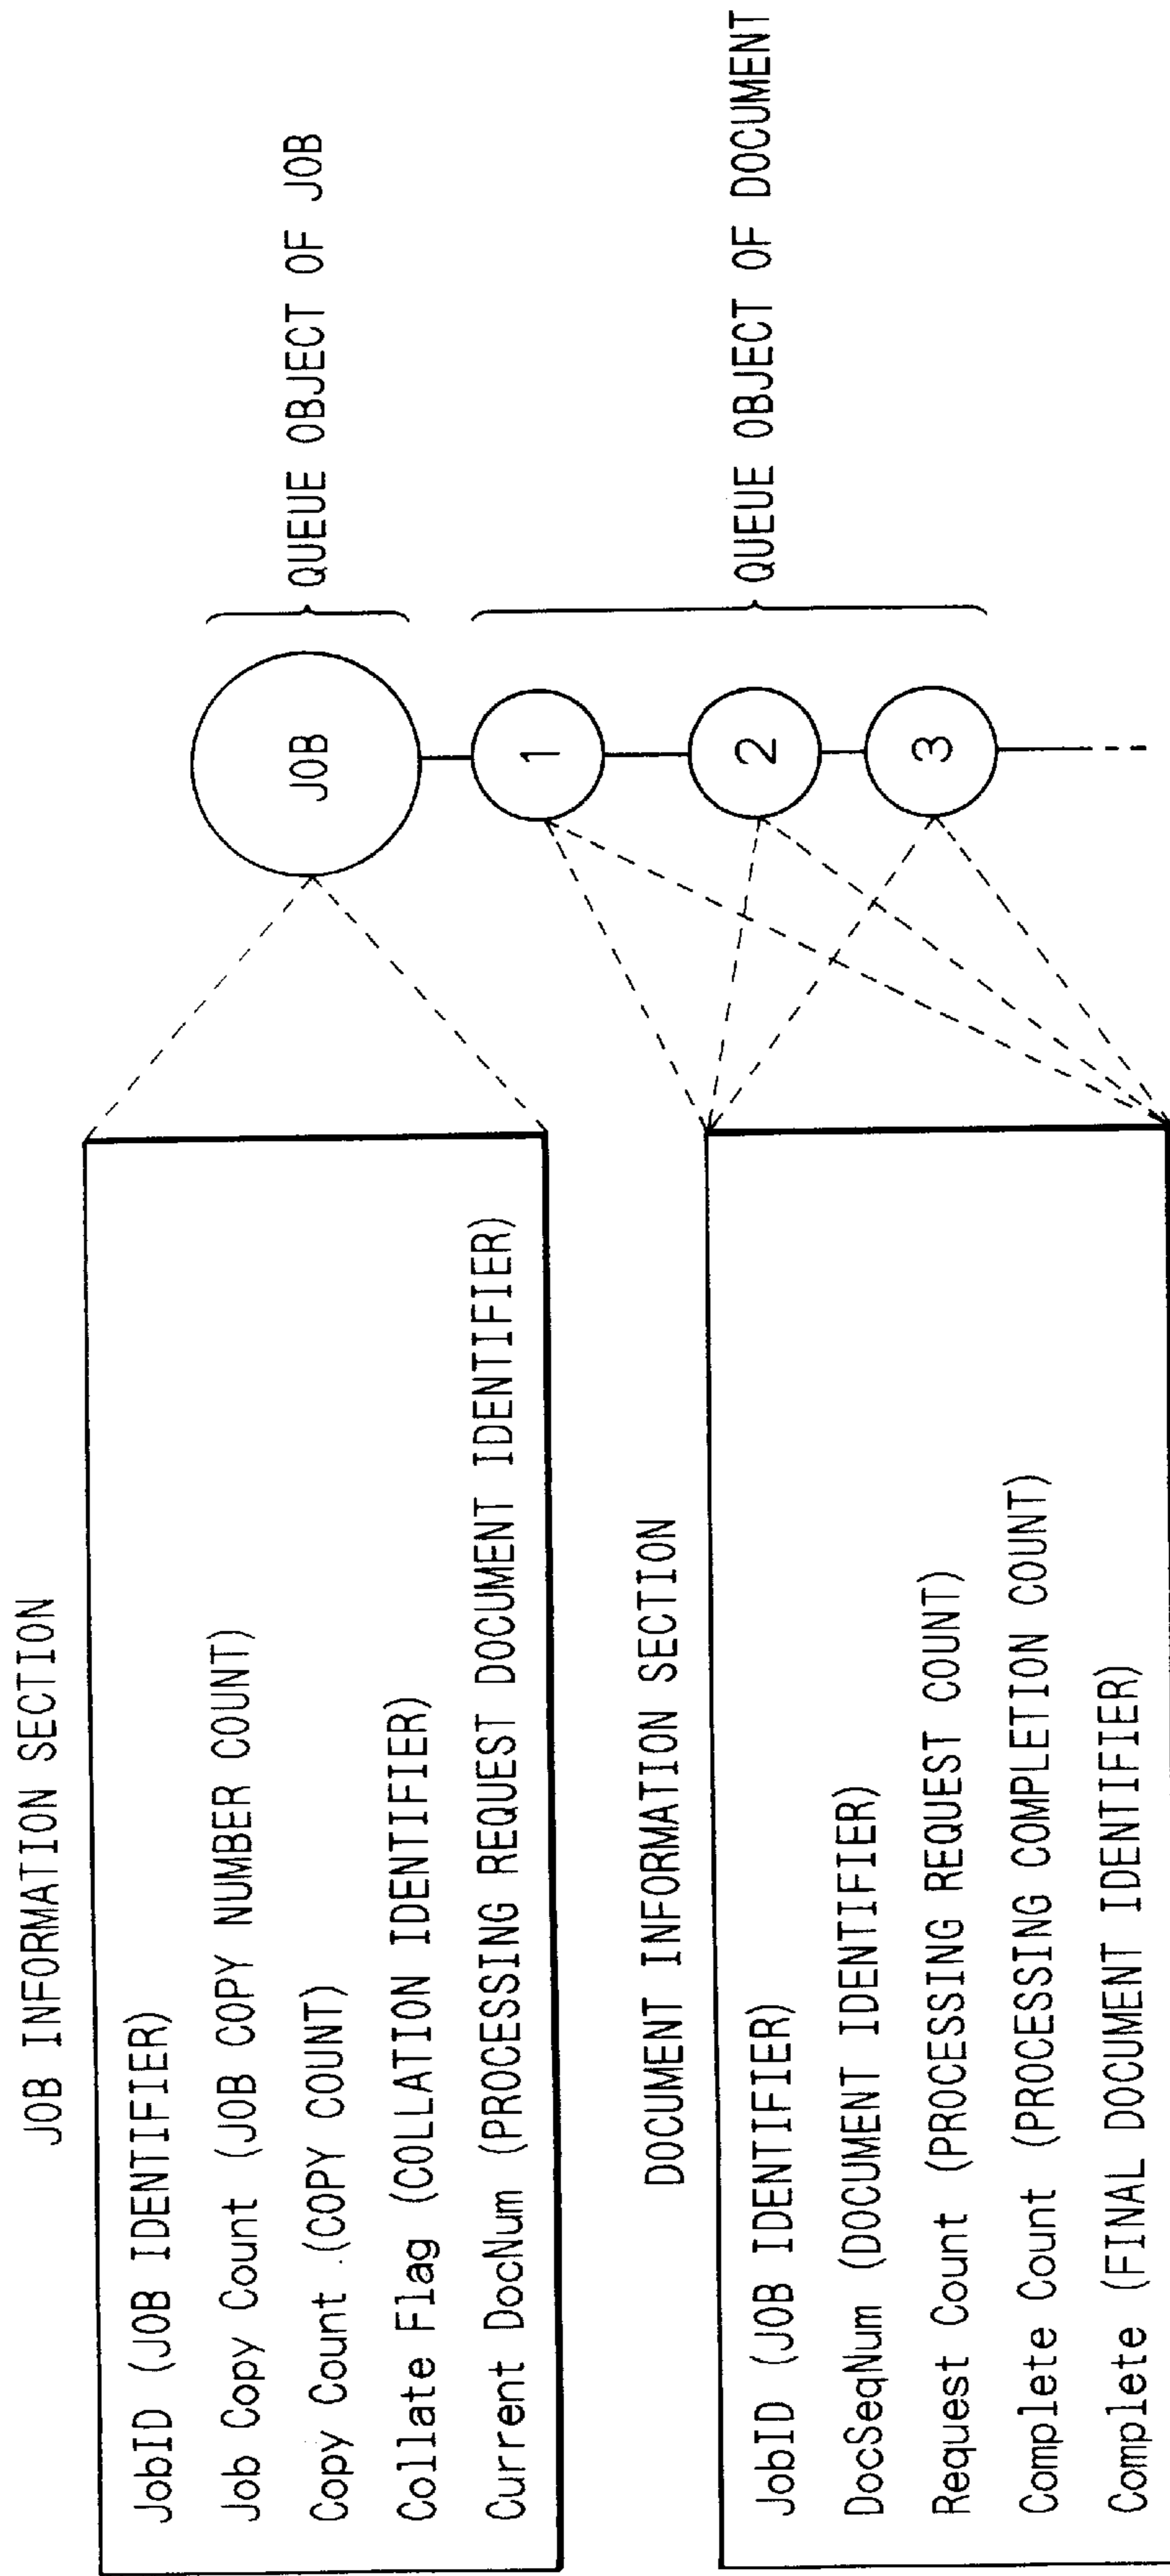 JOB INFORMATION SECTION
JobID (JOB IDENTIFIER)
Job Copy Count (JOB COPY NUMBER COUNT)
Copy Count (COPY COUNT)
Collate Flag (COLLATION IDENTIFIER)
Current DocNum (PROCESSING REQUEST DOCUMENT IDENTIFIER)
JOB
QUEUE OBJECT OF JOB
DOCUMENT INFORMATION SECTION
JobID (JOB IDENTIFIER)
DocSeqNum (DOCUMENT IDENTIFIER)
Request Count (PROCESSING REQUEST COUNT)
Complete Count (PROCESSING COMPLETION COUNT)
Complete (FINAL DOCUMENT IDENTIFIER)
1
2
3
QUEUE OBJECT OF DOCUMENT